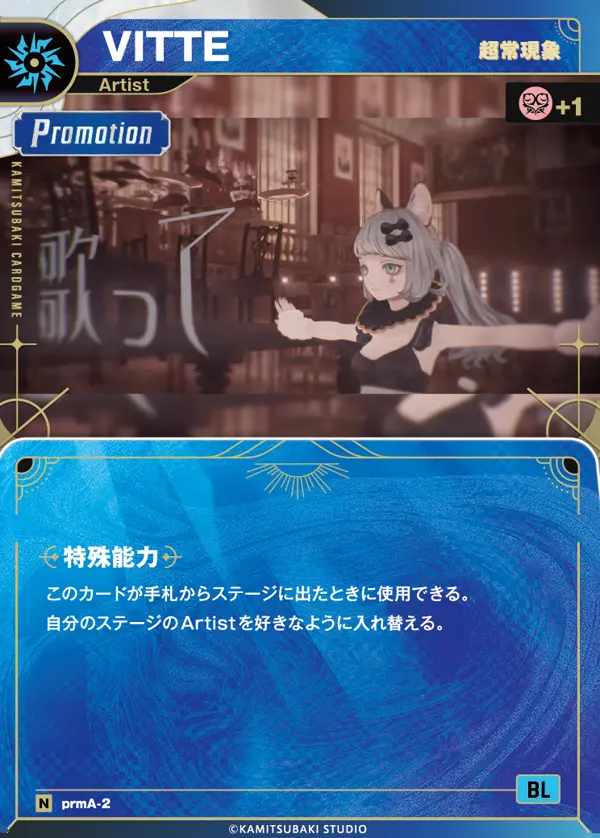 VITTE
超常現象
Artist
+1
Promotion
KAMITSUBAKI CARDGAME
歌って
特殊能力
このカードが手札からステージに出たときに使用できる。
自分のステージのArtistを好きなように入れ替える。
BL
N prmA-2
©KAMITSUBAKI STUDIO